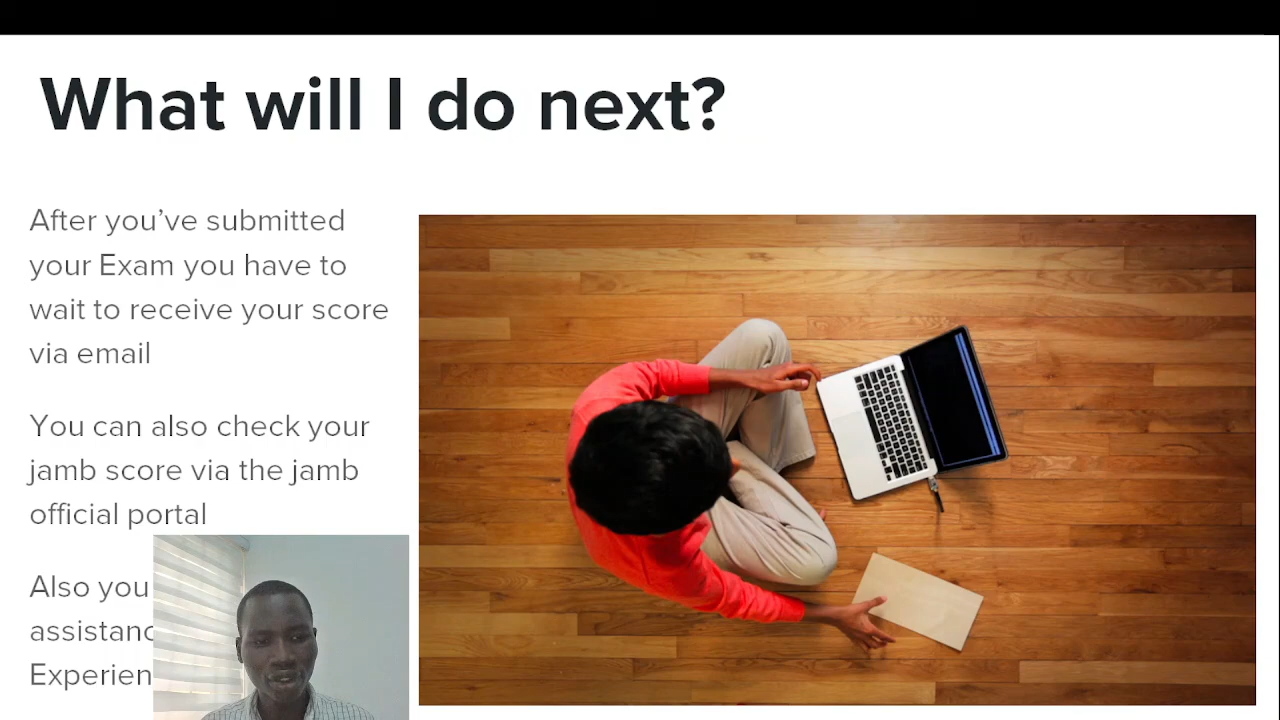 What will I do next?
After you’ve submitted
your Exam you have to
wait to receive your score
via email
You can also check your
jamb score via the jamb
official portal
Also you
assistanc
Experien